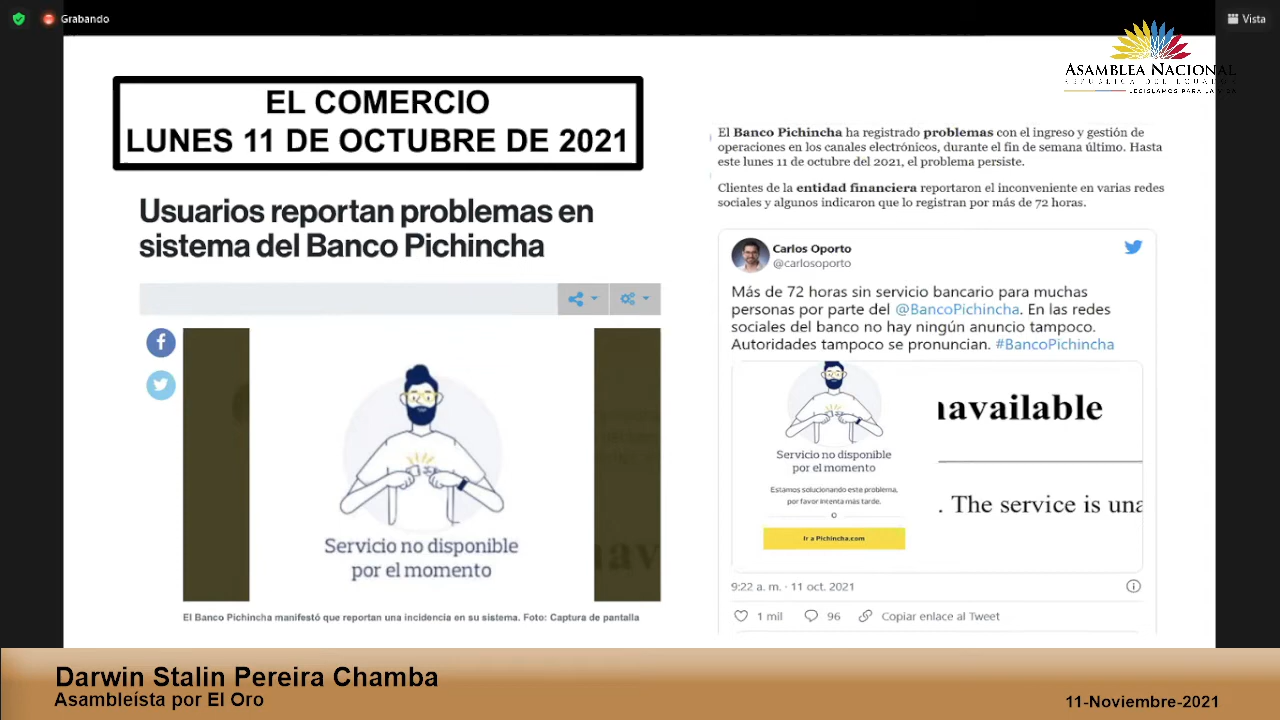 Grabando
Vista
ASAMBLEA NACIONAL
REPÚBLICA DEL ECUADOR
LEGISLAMOS PARA LA VIDA
EL COMERCIO
LUNES 11 DE OCTUBRE DE 2021
Usuarios reportan problemas en
sistema del Banco Pichincha
Servicio no disponible
por el momento
El Banco Pichincha manifestó que reportan una incidencia en su sistema. Foto: Captura de pantalla
El Banco Pichincha ha registrado problemas con el ingreso y gestión de
operaciones en los canales electrónicos, durante el fin de semana último. Hasta
este lunes 11 de octubre del 2021, el problema persiste.
Clientes de la entidad financiera reportaron el inconveniente en varias redes
sociales y algunos indicaron que lo registran por más de 72 horas.
Carlos Oporto
@carlosoporto
Más de 72 horas sin servicio bancario para muchas
personas por parte del @BancoPichincha. En las redes
sociales del banco no hay ningún anuncio tampoco.
Autoridades tampoco se pronuncian. #BancoPichincha
Servicio no disponible
por el momento
Estamos solucionando este problema,
por favor intenta más tarde.
O
Ir a Pichincha.com
navailable
. The service is una
9:22 a. m. · 11 oct. 2021
1 mil
96
Copiar enlace al Tweet
Darwin Stalin Pereira Chamba
Asambleísta por El Oro
11-Noviembre-2021